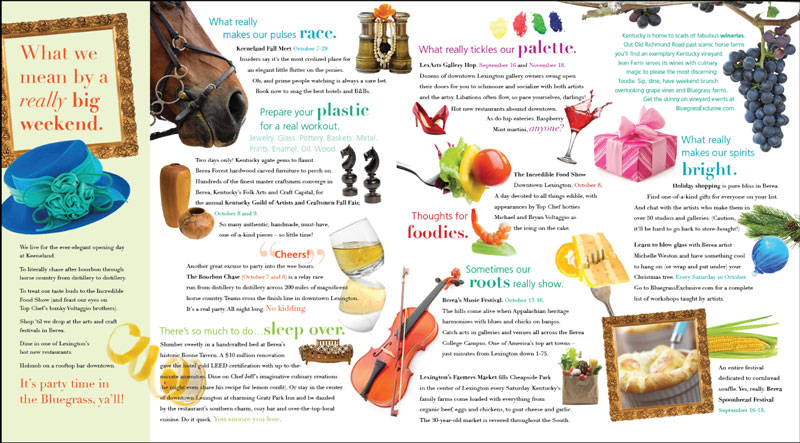 What we
mean by a
really big
weekend.
We live for the ever-elegant opening day
at Keeneland.
To literally chase after bourbon through
horse country from distillery to distillery.
To treat our taste buds to the Incredible
Food Show (and feast our eyes on
Top Chef's hunky Voltaggio brothers).
Shop 'til we drop at the arts and craft
festivals in Berea.
Dine in one of Lexington's
hot new restaurants.
Hobnob on a rooftop bar downtown.
It's party time in
the Bluegrass, ya'll!
What really
makes our pulses race.
Keeneland Fall Meet October 7-29.
Insiders say it's the most civilized place for
an elegant little flutter on the ponies.
Oh, and prime people watching is always a sure bet.
Book now to snag the best hotels and B&Bs.
Prepare your plastic
for a real workout.
Jewelry. Glass. Pottery. Baskets. Metal.
Prints. Enamel. Oil. Wood.
Two days only! Kentucky agate gems to flaunt.
Berea Forest hardwood carved furniture to perch on.
Hundreds of the finest master craftsmen converge in
Berea, Kentucky's Folk Arts and Craft Capital, for
the annual Kentucky Guild of Artists and Craftsmen Fall Fair,
October 8 and 9.
So many authentic, handmade, must-have,
one-of-a-kind pieces – so little time!
“Cheers!”
Another great excuse to party into the wee hours.
The Bourbon Chase (October 7 and 8) is a relay race
run from distillery to distillery across 200 miles of magnificent
horse country. Teams cross the finish line in downtown Lexington.
It's a real party. All night long. No kidding.
There's so much to do...sleep over.
Slumber sweetly in a handcrafted bed at Berea's
historic Boone Tavern. A $10 million renovation
gave the hotel gold LEED certification with up-to-the-
minute amenities. Dine on Chef Jeff's imaginative culinary creations
(he might even share his recipe for lemon confit). Or stay in the center
of downtown Lexington at charming Gratz Park Inn and be dazzled
by the restaurant's southern charm, cozy bar and over-the-top-local
cuisine. Do it quick. You snooze you lose.
What really tickles our palette.
LexArts Gallery Hop. September 16 and November 18.
Dozens of downtown Lexington gallery owners swing open
their doors for you to schmooze and socialize with both artists
and the artsy. Libations often flow, so pace yourselves, darlings!
Hot new restaurants abound downtown.
As do hip eateries. Raspberry
Mint martini, anyone?
The Incredible Food Show
Downtown Lexington. October 8.
A day devoted to all things edible, with
appearances by Top Chef hotties
Michael and Bryan Voltaggio as
the icing on the cake.
Thoughts for
foodies.
Sometimes our
roots really show.
Berea's Music Festival. October 13-16.
The hills come alive when Appalachian heritage
harmonizes with blues and chicks on banjos.
Catch acts in galleries and venues all across the Berea
College Campus. One of America's top art towns –
just minutes from Lexington down I-75.
Lexington's Farmers Market fills Cheapside Park
in the center of Lexington every Saturday. Kentucky's
family farms come loaded with everything from
organic beef, eggs and chickens, to goat cheese and garlic.
The 30-year-old market is revered throughout the South.
Kentucky is home to scads of fabulous wineries.
Out Old Richmond Road past scenic horse farms
you'll find an exemplary Kentucky vineyard.
Jean Farris serves its wines with culinary
magic to please the most discerning
foodie. Sip, dine, have weekend brunch
overlooking grape vines and Bluegrass farms.
Get the skinny on vineyard events at
BluegrassExclusive.com.
What really
makes our spirits
bright.
Holiday shopping is pure bliss in Berea.
Find one-of-a-kind gifts for everyone on your list.
And chat with the artists who make them in
over 50 studios and galleries. (Caution,
it'll be hard to go back to store-bought!)
Learn to blow glass with Berea artist
Michelle Weston and have something cool
to hang on (or wrap and put under) your
Christmas tree. Every Saturday in October.
Go to BluegrassExclusive.com for a complete
list of workshops taught by artists.
An entire festival
dedicated to cornbread
souffle. Yes, really. Berea
Spoonbread Festival
September 16-18.